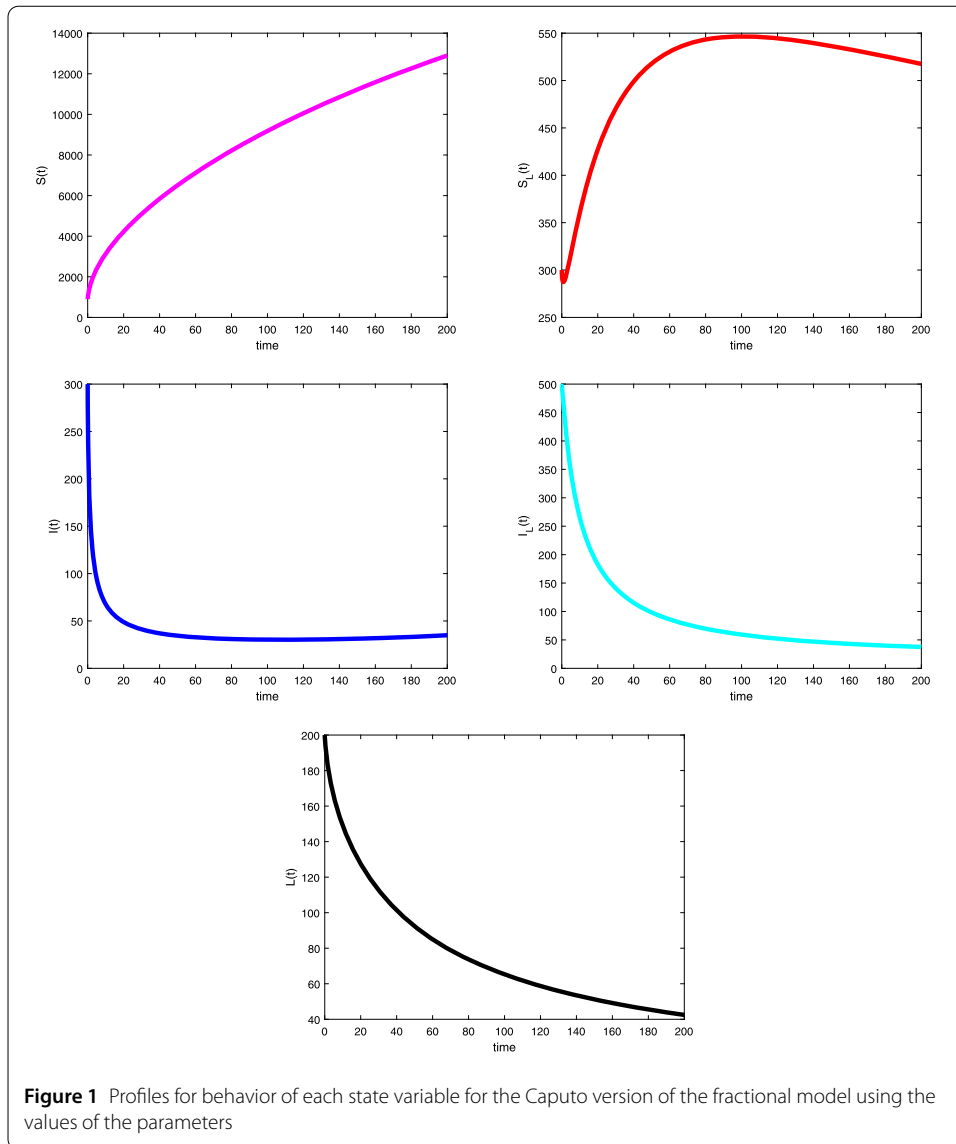 14000
12000
10000
8000
6000
4000
2000
0
S(t)
0 20 40 60 80 100 120 140 160 180 200
time
550
500
450
400
350
300
250
S_L(t)
0 20 40 60 80 100 120 140 160 180 200
time
300
250
200
150
100
50
0
I(t)
0 20 40 60 80 100 120 140 160 180 200
time
500
450
400
350
300
250
200
150
100
50
0
I_L(t)
0 20 40 60 80 100 120 140 160 180 200
time
200
180
160
140
120
100
80
60
40
L(t)
0 20 40 60 80 100 120 140 160 180 200
time
Figure 1 Profiles for behavior of each state variable for the Caputo version of the fractional model using the
values of the parameters